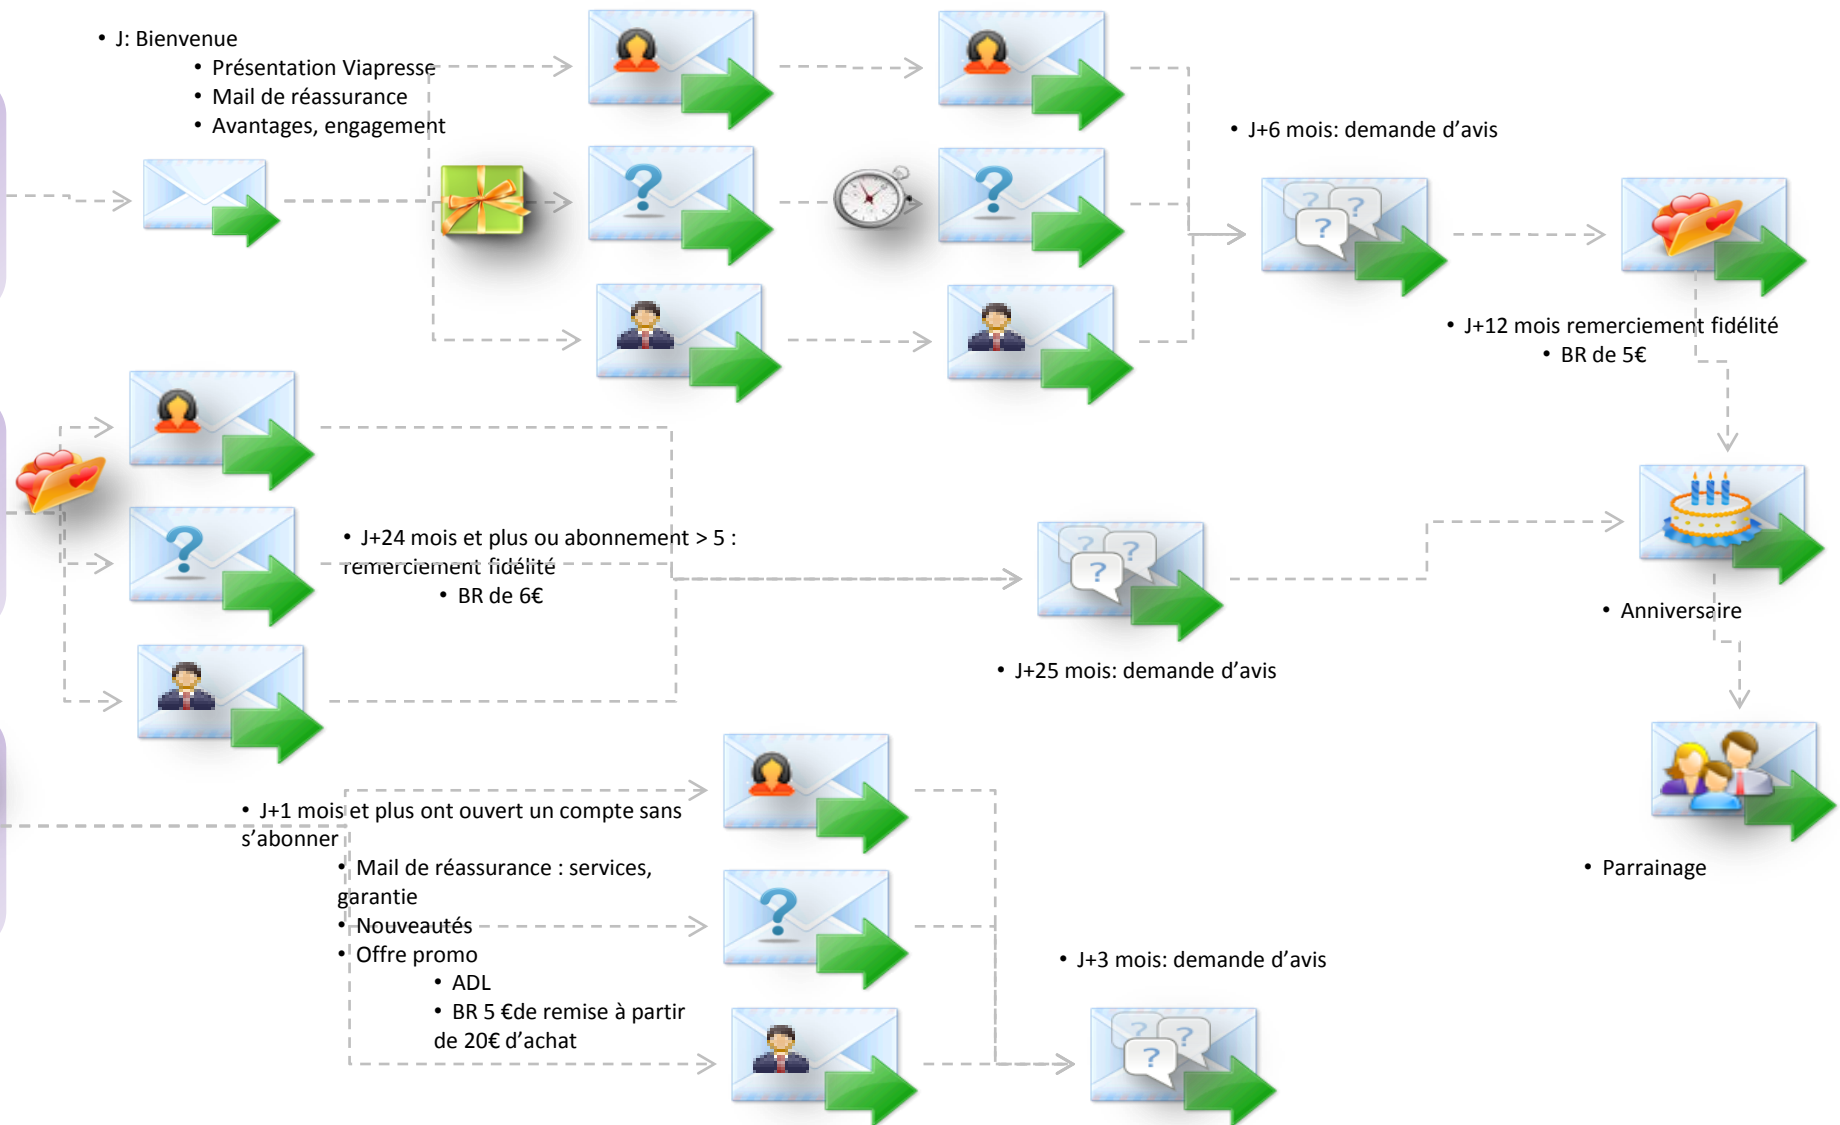 • J: Bienvenue
• Présentation Viapresse
• Mail de réassurance
• Avantages, engagement
• J+6 mois: demande d’avis
• J+12 mois remerciement fidélité
• BR de 5€
• J+24 mois et plus ou abonnement > 5 :
remerciement fidélité
• BR de 6€
• Anniversaire
• J+25 mois: demande d’avis
• J+1 mois et plus ont ouvert un compte sans
s’abonner
• Mail de réassurance : services,
garantie
• Nouveautés
• Offre promo
• ADL
• BR 5 €de remise à partir
de 20€ d’achat
• Parrainage
• J+3 mois: demande d’avis